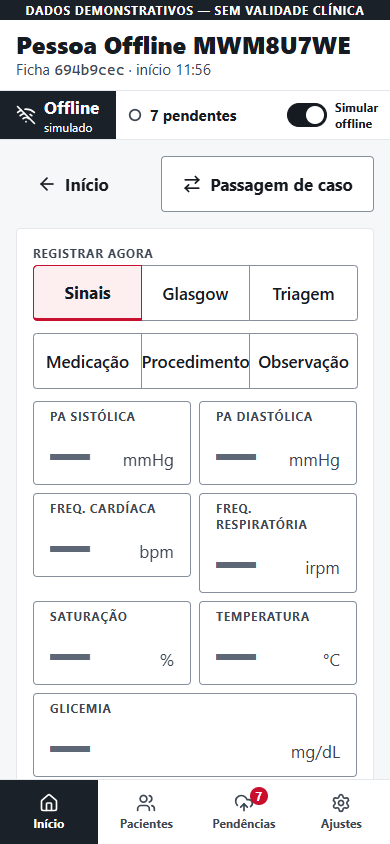 DADOS DEMONSTRATIVOS — SEM VALIDADE CLÍNICA
Pessoa Offline MWM8U7WE
Ficha 694b9cec · início 11:56
Offline
simulado
7 pendentes
Simular
offline
Início
Passagem de caso
REGISTRAR AGORA
Sinais
Glasgow
Triagem
Medicação
Procedimento
Observação
PA SISTÓLICA
mmHg
PA DIASTÓLICA
mmHg
FREQ. CARDÍACA
bpm
FREQ.
RESPIRATÓRIA
irpm
SATURAÇÃO
%
TEMPERATURA
°C
GLICEMIA
mg/dL
Início
Pacientes
7
Pendências
Ajustes